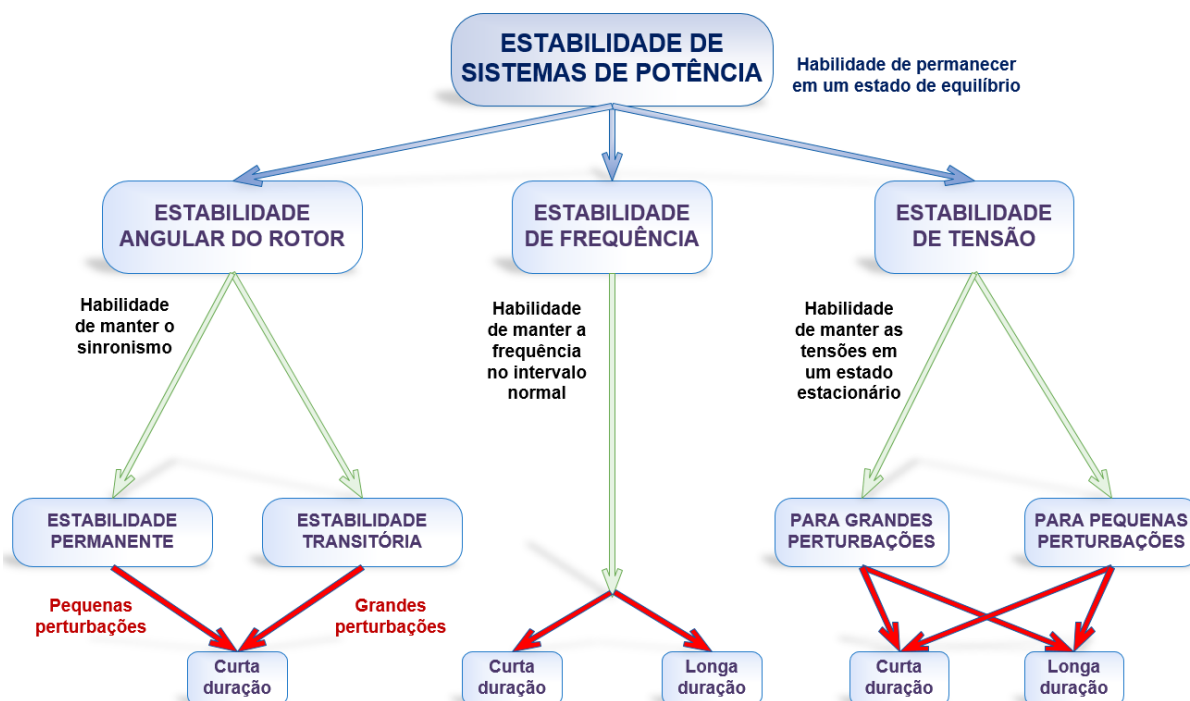 ESTABILIDADE DE
SISTEMAS DE POTÊNCIA
Habilidade de permanecer
em um estado de equilíbrio
ESTABILIDADE
ANGULAR DO ROTOR
ESTABILIDADE
DE FREQUÊNCIA
ESTABILIDADE
DE TENSÃO
Habilidade
de manter o
sinronismo
Habilidade
de manter a
frequência
no intervalo
normal
Habilidade
de manter as
tensões em
um estado
estacionário
ESTABILIDADE
PERMANENTE
ESTABILIDADE
TRANSITÓRIA
PARA GRANDES
PERTURBAÇÕES
PARA PEQUENAS
PERTURBAÇÕES
Pequenas
perturbações
Grandes
perturbações
Curta
duração
Curta
duração
Longa
duração
Curta
duração
Longa
duração